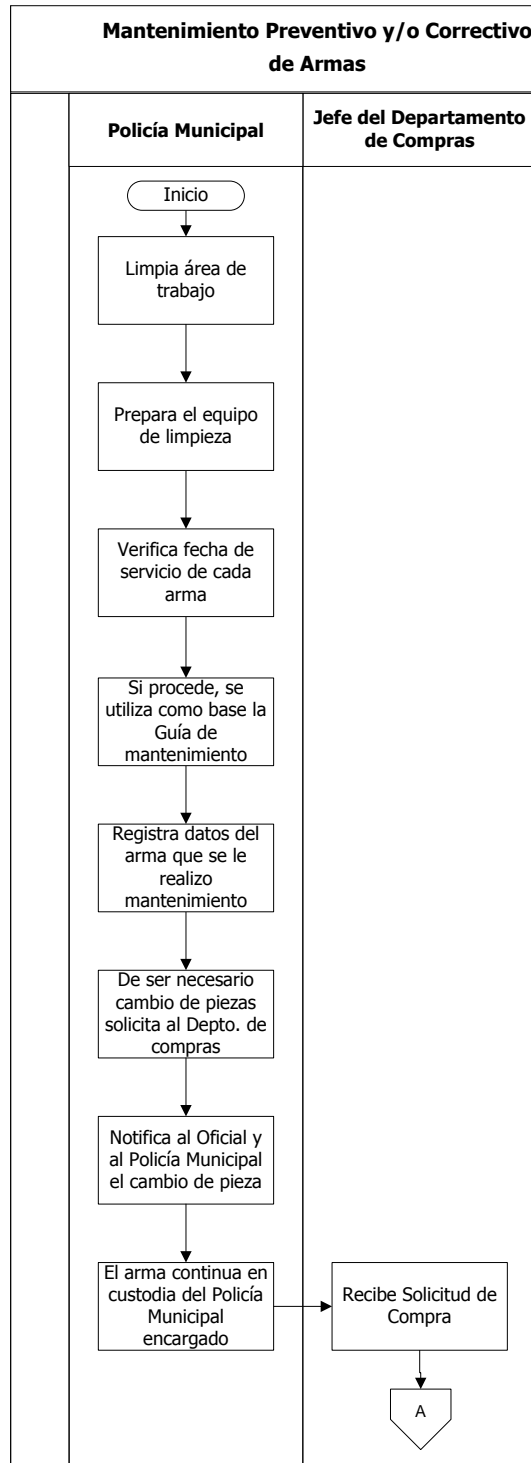 Mantenimiento Preventivo y/o Correctivo
de Armas
Policía Municipal
Jefe del Departamento
de Compras
Inicio
Limpia área de
trabajo
Prepara el equipo
de limpieza
Verifica fecha de
servicio de cada
arma
Si procede, se
utiliza como base la
Guía de
mantenimiento
Registra datos del
arma que se le
realizo
mantenimiento
De ser necesario
cambio de piezas
solicita al Depto. de
compras
Notifica al Oficial y
al Policía Municipal
el cambio de pieza
El arma continua en
custodia del Policía
Municipal
encargado
Recibe Solicitud de
Compra
A